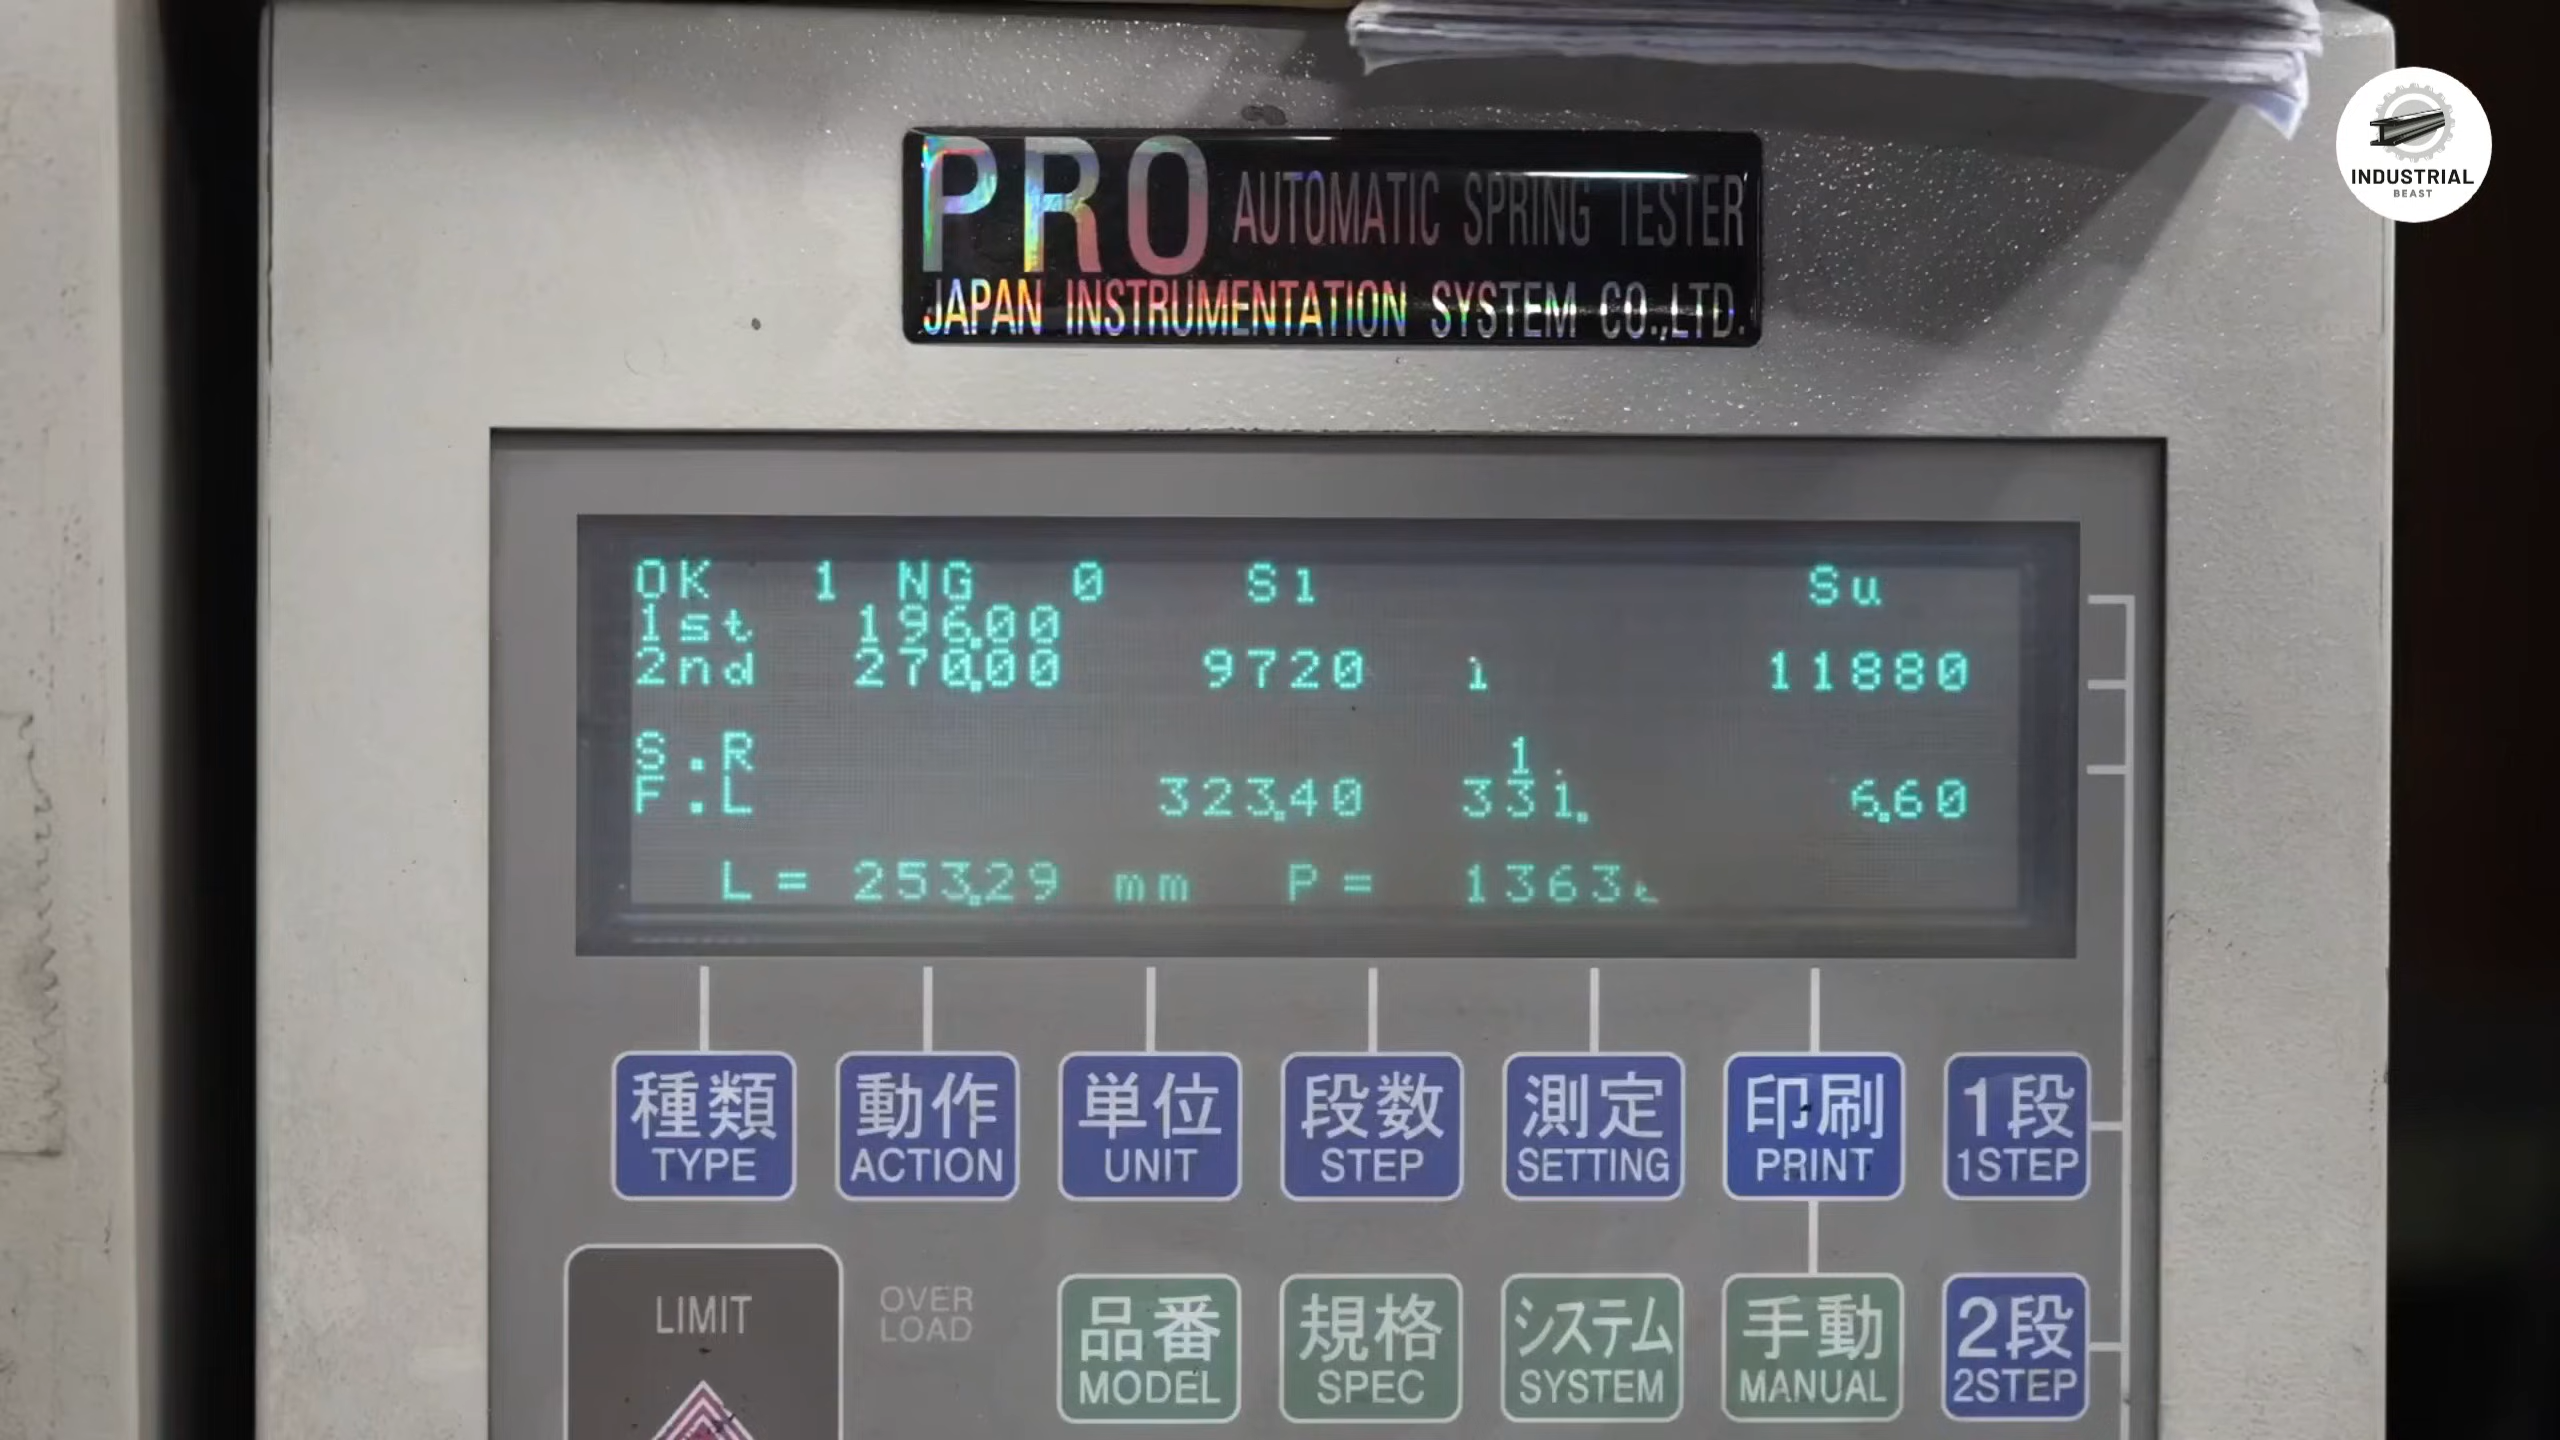 INDUSTRIAL
BEAST
PRO AUTOMATIC SPRING TESTER
JAPAN INSTRUMENTATION SYSTEM CO.,LTD.
OK 1 NG 0 Sl Su
1st 196.00
2nd 270.00 9720 11880
S.R
F.L 323.40 6.60
L = 253.29 mm P =
種類 動作 単位 段数 測定 印刷 1段
TYPE ACTION UNIT STEP SETTING PRINT 1STEP
LIMIT
OVER
LOAD
品番 規格 システム 手動 2段
MODEL SPEC SYSTEM MANUAL 2STEP